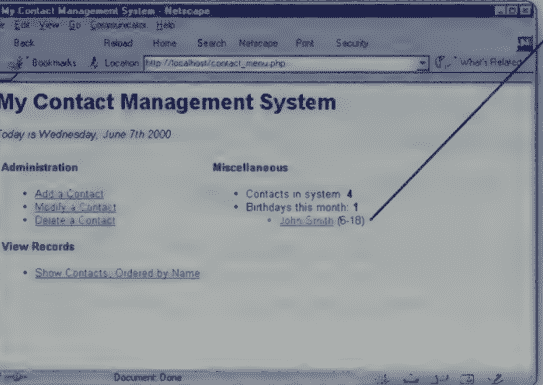 My Contact Management System - Netscape
Edit View Go Communicator Help
Back Reload Home Search Netscape Print Security
Bookmarks Location http://localhost/contact_menu.php What's Related
My Contact Management System
Today is Wednesday, June 7th 2000
Administration
Add a Contact
Modify a Contact
Delete a Contact
View Records
Show Contacts, Ordered by Name
Miscellaneous
Contacts in system: 4
Birthdays this month: 1
John Smith (6-18)
Document: Done